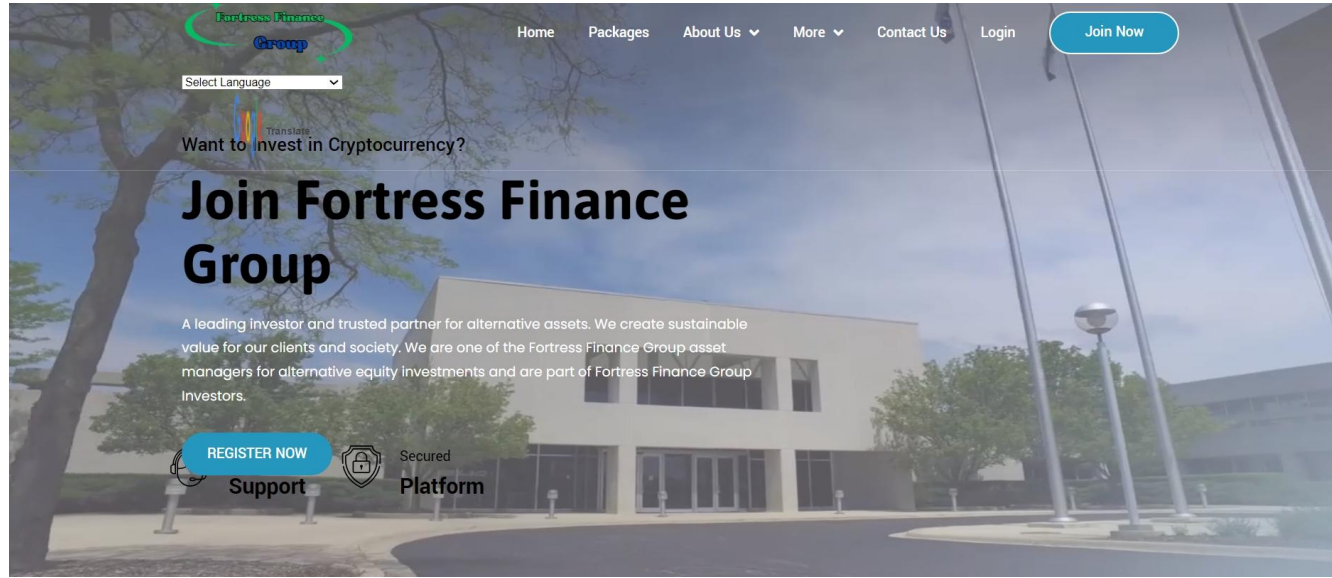 Fortress Finance
Group
Home Packages About Us More Contact Us Login Join Now
Select Language
Translate
Want to Invest in Cryptocurrency?
Join Fortress Finance
Group
A leading investor and trusted partner for alternative assets. We create sustainable
value for our clients and society. We are one of the Fortress Finance Group asset
managers for alternative equity investments and are part of Fortress Finance Group
Investors.
REGISTER NOW
Support
Secured
Platform